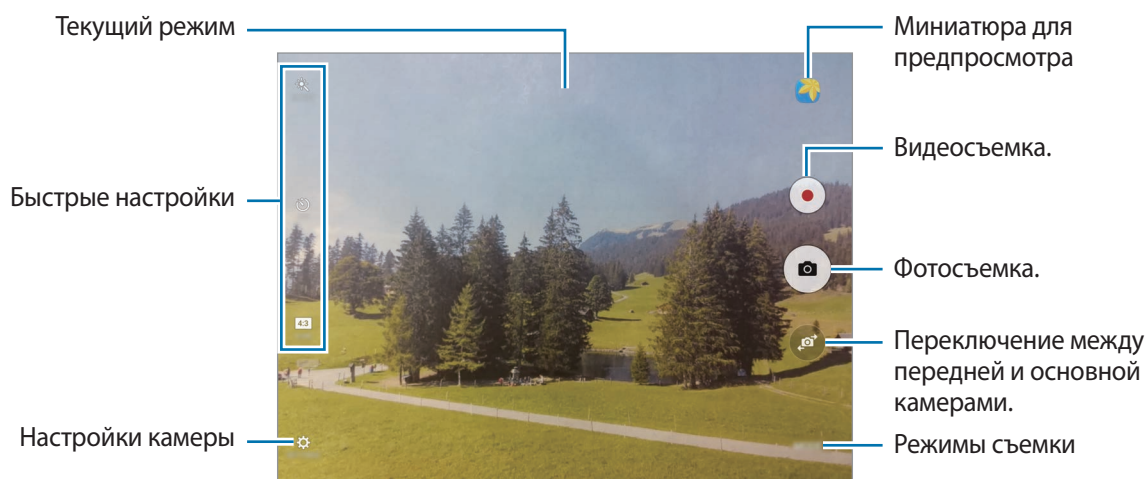 Текущий режим
Миниатюра для
предпросмотра
Видеосъемка.
Быстрые настройки
Фотосъемка.
4:3
Переключение между
передней и основной
камерами.
Настройки камеры
Режимы съемки